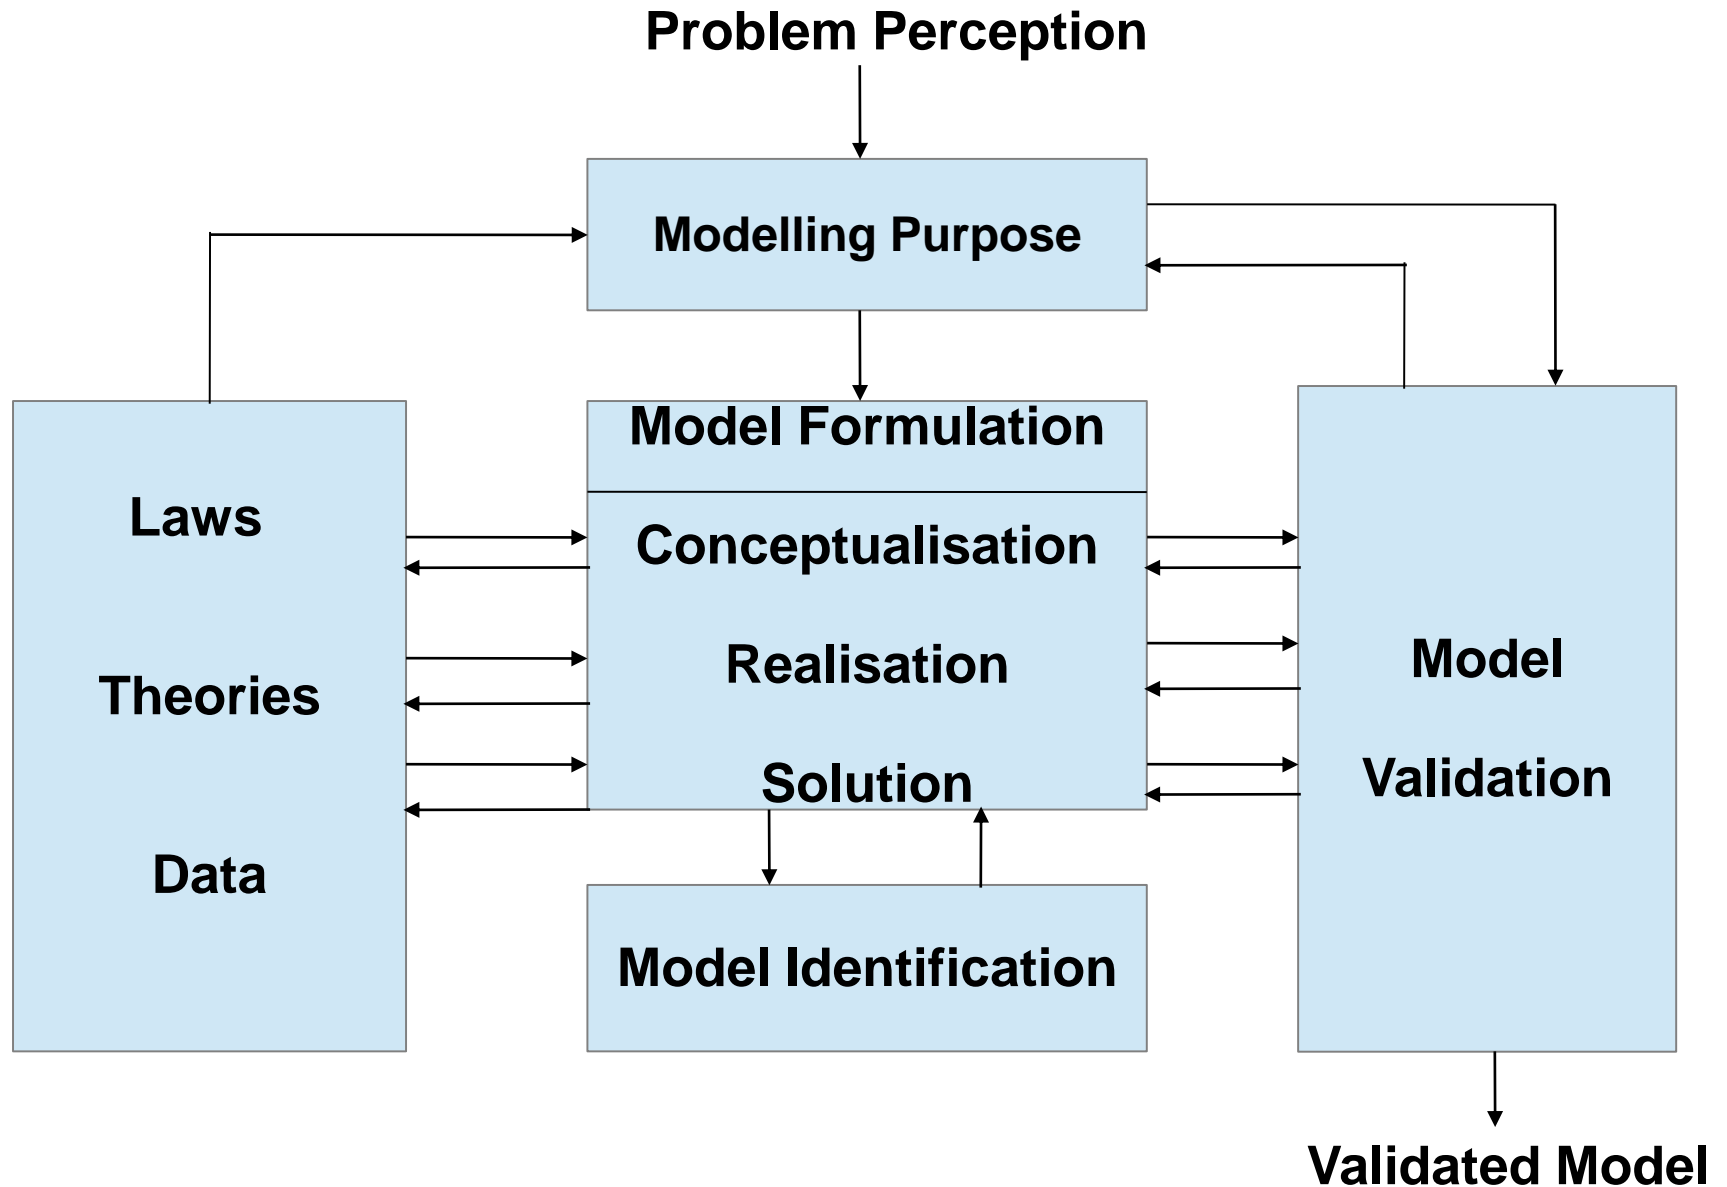 Problem Perception
Modelling Purpose
Model Formulation
Laws
Theories
Data
Conceptualisation
Realisation
Solution
Model
Validation
Model Identification
Validated Model